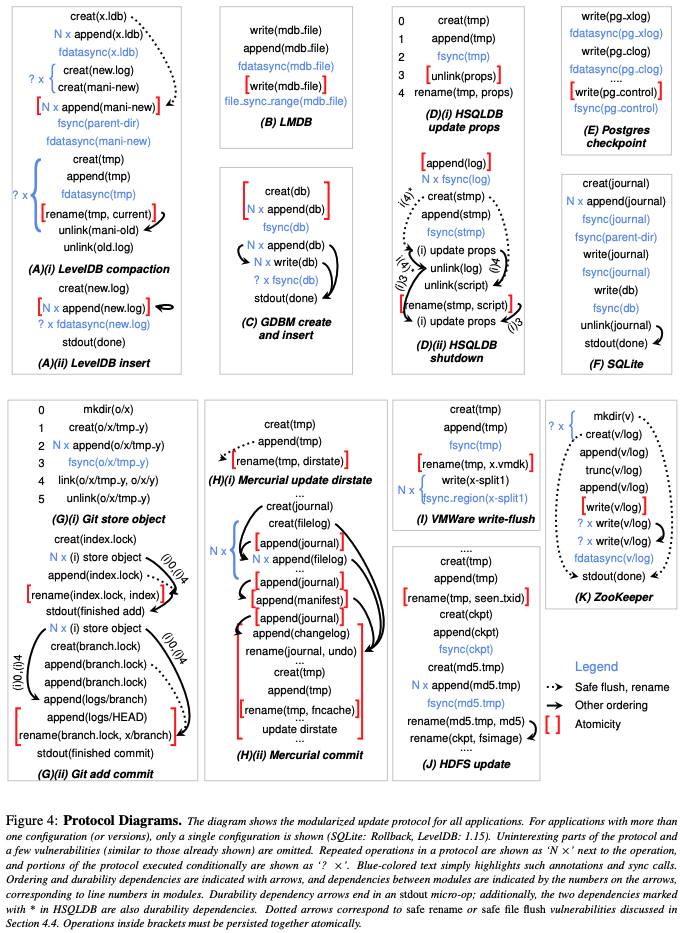 creat(x.ldb)
N x append(x.ldb)
fdatasync(x.ldb)
? x
creat(new.log)
creat(mani-new)
N x append(mani-new)
fsync(parent-dir)
fdatasync(mani-new)
creat(tmp)
append(tmp)
? x
fdatasync(tmp)
rename(tmp, current)
unlink(mani-old)
unlink(old.log)
(A)(i) LevelDB compaction
creat(new.log)
N x append(new.log)
? x fdatasync(new.log)
stdout(done)
(A)(ii) LevelDB insert
write(mdb_file)
append(mdb_file)
fdatasync(mdb_file)
write(mdb_file)
file_sync_range(mdb_file)
(B) LMDB
creat(db)
N x append(db)
fsync(db)
N x append(db)
N x write(db)
? x fsync(db)
stdout(done)
(C) GDBM create
and insert
0 creat(tmp)
1 append(tmp)
2 fsync(tmp)
3 unlink(props)
4 rename(tmp, props)
(D)(i) HSQLDB
update props
append(log)
N x fsync(log)
i(4)*
creat(stmp)
append(stmp)
fsync(stmp)
(i) update props
i(4)*
(i)4
unlink(log)
(i)3
unlink(script)
rename(stmp, script)
(i) update props
(i)3
(D)(ii) HSQLDB
shutdown
write(pg_xlog)
fdatasync(pg_xlog)
write(pg_clog)
fdatasync(pg_clog)
....
write(pg_control)
fsync(pg_control)
(E) Postgres
checkpoint
creat(journal)
N x append(journal)
fsync(journal)
fsync(parent-dir)
write(journal)
fsync(journal)
write(db)
fsync(db)
unlink(journal)
stdout(done)
(F) SQLite
0 mkdir(o/x)
1 creat(o/x/tmp_y)
2 N x append(o/x/tmp_y)
3 fsync(o/x/tmp_y)
4 link(o/x/tmp_y, o/x/y)
5 unlink(o/x/tmp_y)
(G)(i) Git store object
creat(index.lock)
N x (i) store object
(i)0,(i)4
append(index.lock)
rename(index.lock, index)
stdout(finished add)
N x (i) store object
(i)0,(i)4
creat(branch.lock)
(i)0,(i)4
append(branch.lock)
append(branch.lock)
append(logs/branch)
append(logs/HEAD)
rename(branch.lock, x/branch)
stdout(finished commit)
(G)(ii) Git add commit
creat(tmp)
append(tmp)
rename(tmp, dirstate)
(H)(i) Mercurial update dirstate
...
creat(journal)
creat(filelog)
N x
append(journal)
N x append(filelog)
...
append(journal)
append(manifest)
append(journal)
append(changelog)
rename(journal, undo)
...
creat(tmp)
append(tmp)
rename(tmp, fncache)
...
update dirstate
...
(H)(ii) Mercurial commit
creat(tmp)
append(tmp)
fsync(tmp)
rename(tmp, x.vmdk)
N x
write(x-split1)
fsync_region(x-split1)
(I) VMWare write-flush
....
creat(tmp)
append(tmp)
rename(tmp, seen_txid)
creat(ckpt)
append(ckpt)
fsync(ckpt)
creat(md5.tmp)
N x append(md5.tmp)
fsync(md5.tmp)
rename(md5.tmp, md5)
rename(ckpt, fsimage)
....
(J) HDFS update
? x
mkdir(v)
creat(v/log)
append(v/log)
trunc(v/log)
append(v/log)
write(v/log)
? x write(v/log)
? x write(v/log)
fdatasync(v/log)
stdout(done)
(K) ZooKeeper
Legend
Safe flush, rename
Other ordering
[ ] Atomicity
Figure 4: Protocol Diagrams. The diagram shows the modularized update protocol for all applications. For applications with more than
one configuration (or versions), only a single configuration is shown (SQLite: Rollback, LevelDB: 1.15). Uninteresting parts of the protocol and
a few vulnerabilities (similar to those already shown) are omitted. Repeated operations in a protocol are shown as ‘N ×’ next to the operation,
and portions of the protocol executed conditionally are shown as ‘? ×’. Blue-colored text simply highlights such annotations and sync calls.
Ordering and durability dependencies are indicated with arrows, and dependencies between modules are indicated by the numbers on the arrows,
corresponding to line numbers in modules. Durability dependency arrows end in an stdout micro-op; additionally, the two dependencies marked
with * in HSQLDB are also durability dependencies. Dotted arrows correspond to safe rename or safe file flush vulnerabilities discussed in
Section 4.4. Operations inside brackets must be persisted together atomically.